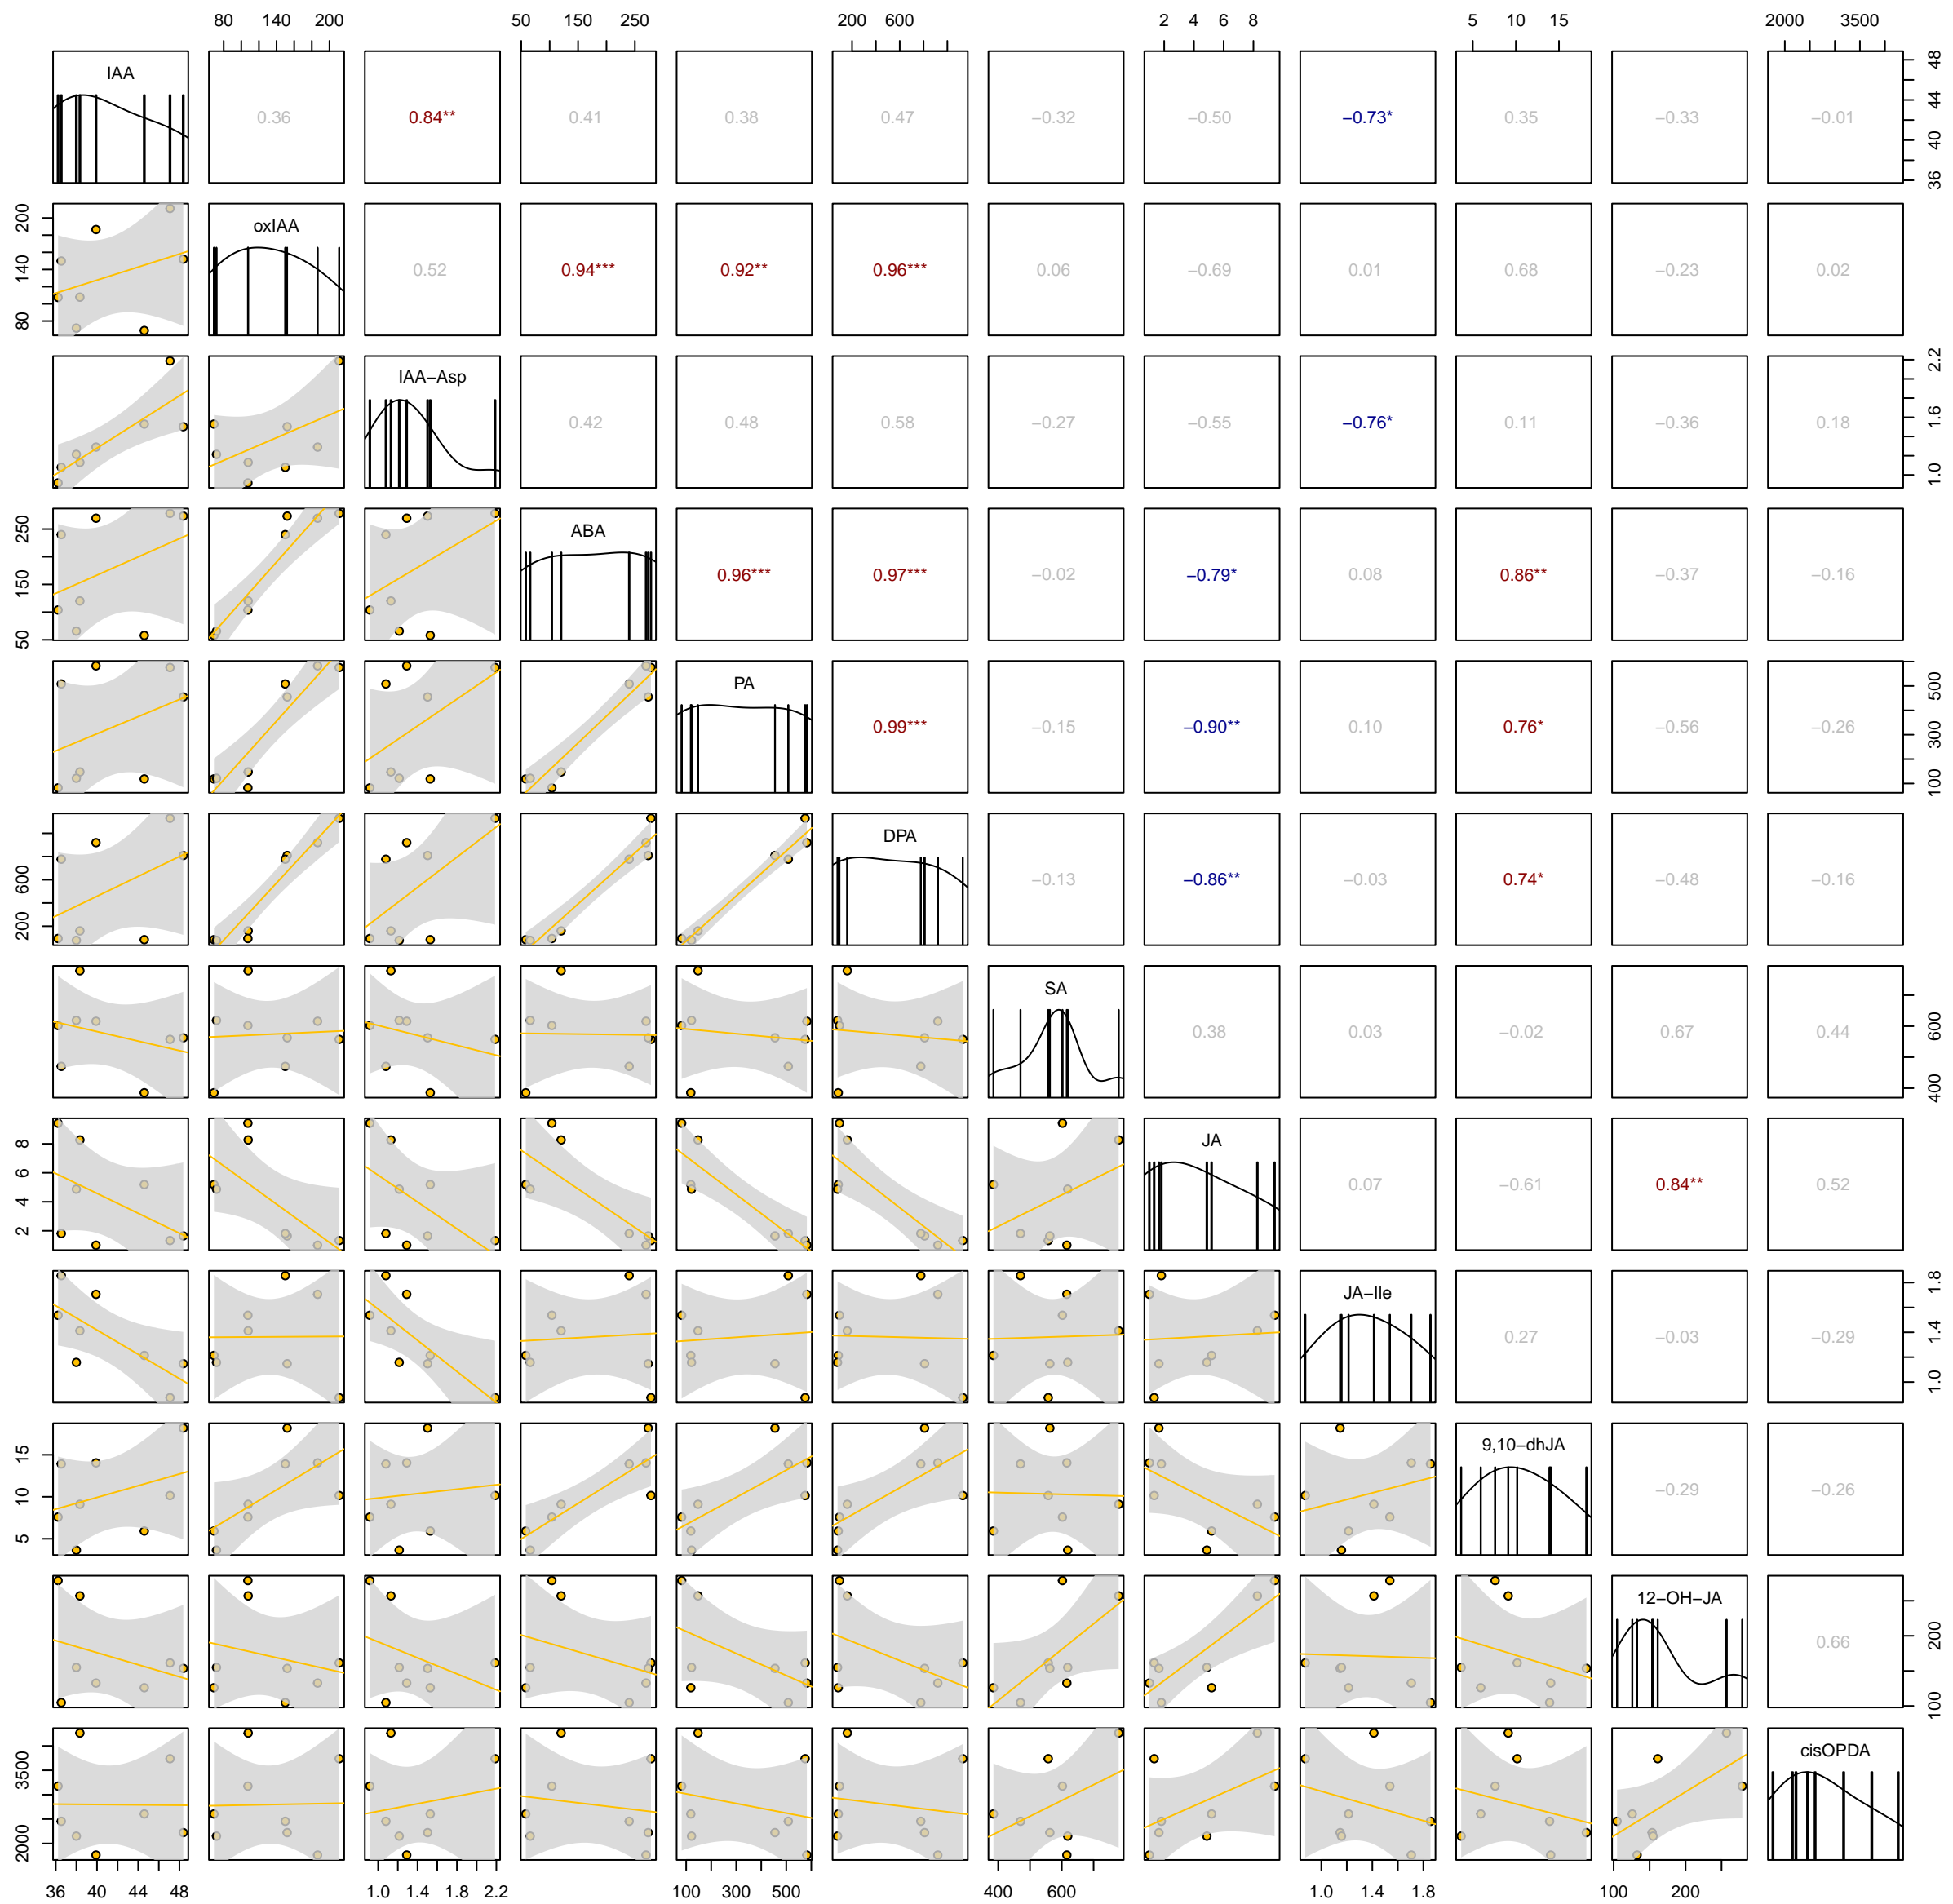 80 140 200 50 150 250 200 600 2 4 6 8 5 10 15 2000 3500
IAA 0.36 0.84** 0.41 0.38 0.47 −0.32 −0.50 −0.73* 0.35 −0.33 −0.01 36 40 44 48
80 140 200 oxIAA 0.52 0.94*** 0.92** 0.96*** 0.06 −0.69 0.01 0.68 −0.23 0.02
IAA−Asp 0.42 0.48 0.58 −0.27 −0.55 −0.76* 0.11 −0.36 0.18 1.0 1.6 2.2
50 150 250 ABA 0.96*** 0.97*** −0.02 −0.79* 0.08 0.86** −0.37 −0.16
PA 0.99*** −0.15 −0.90** 0.10 0.76* −0.56 −0.26 100 300 500
200 600 DPA −0.13 −0.86** −0.03 0.74* −0.48 −0.16
SA 0.38 0.03 −0.02 0.67 0.44 400 600
2 4 6 8 JA 0.07 −0.61 0.84** 0.52
JA−Ile 0.27 −0.03 −0.29 1.0 1.4 1.8
5 10 15 9,10−dhJA −0.29 −0.26
12−OH−JA 0.66 100 200
2000 3500 cisOPDA
36 40 44 48 1.0 1.4 1.8 2.2 100 300 500 400 600 1.0 1.4 1.8 100 200